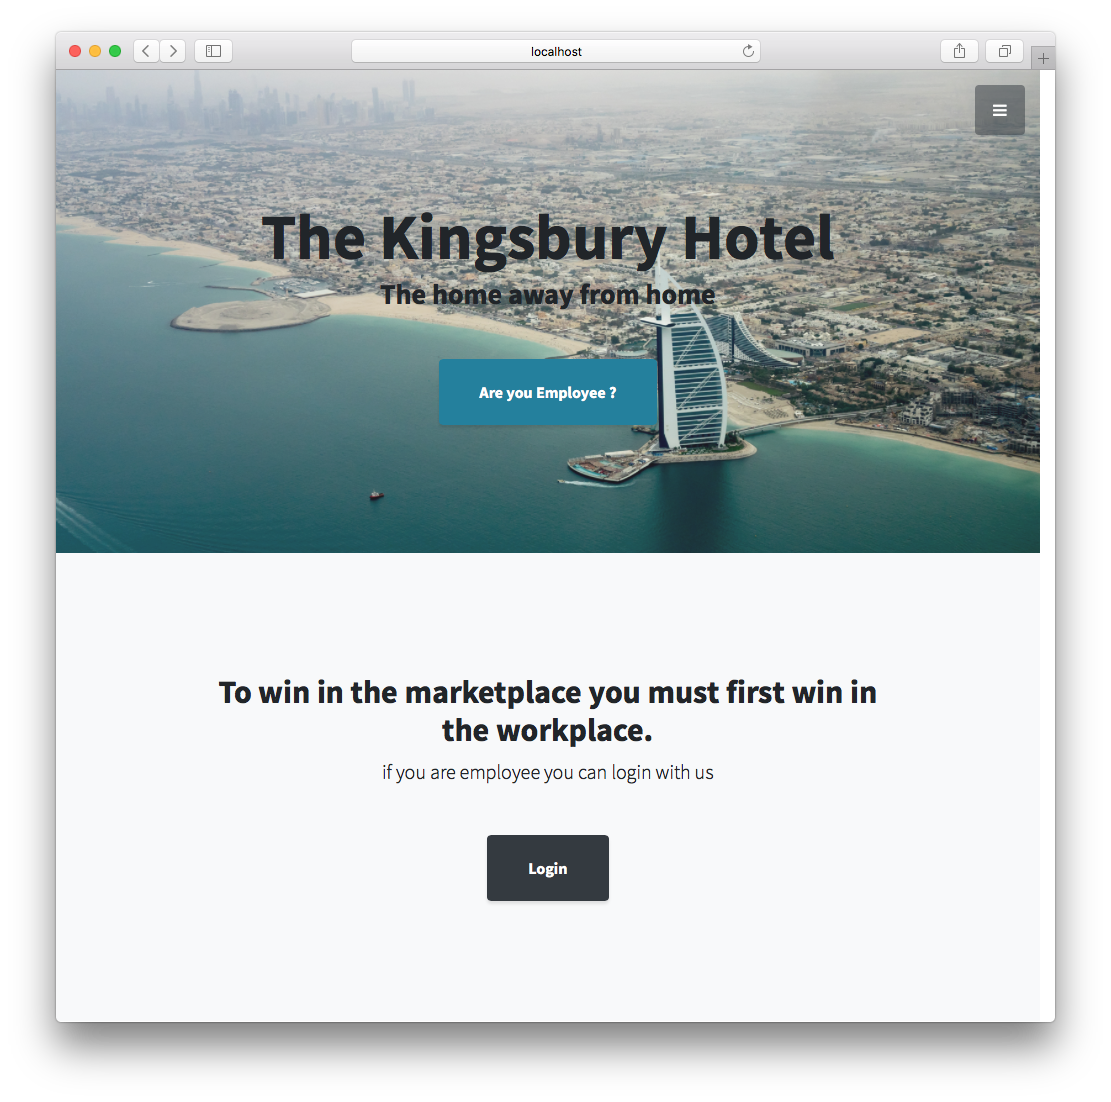 localhost
The Kingsbury Hotel
The home away from home
Are you Employee ?
To win in the marketplace you must first win in
the workplace.
if you are employee you can login with us
Login